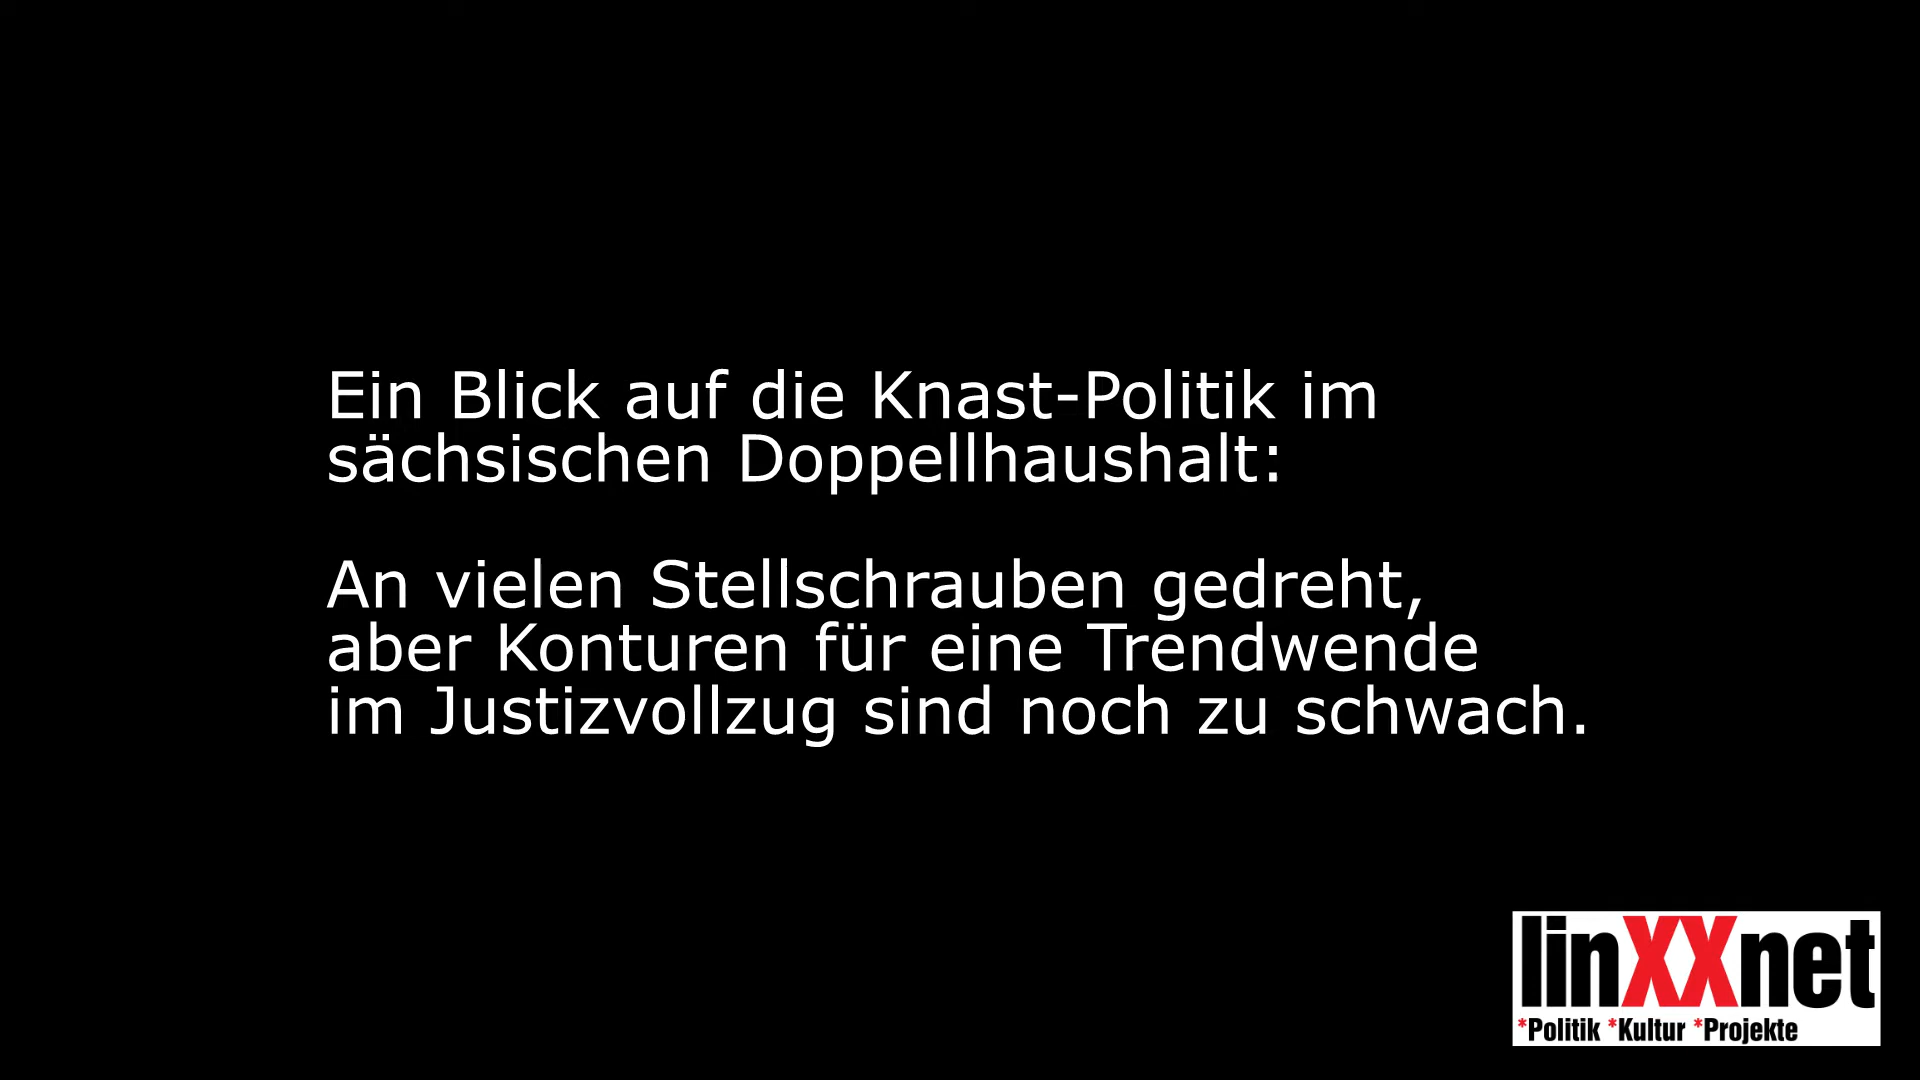 Ein Blick auf die Knast-Politik im
sächsischen Doppellhaushalt:
An vielen Stellschrauben gedreht,
aber Konturen für eine Trendwende
im Justizvollzug sind noch zu schwach.
linXXnet
*Politik *Kultur *Projekte